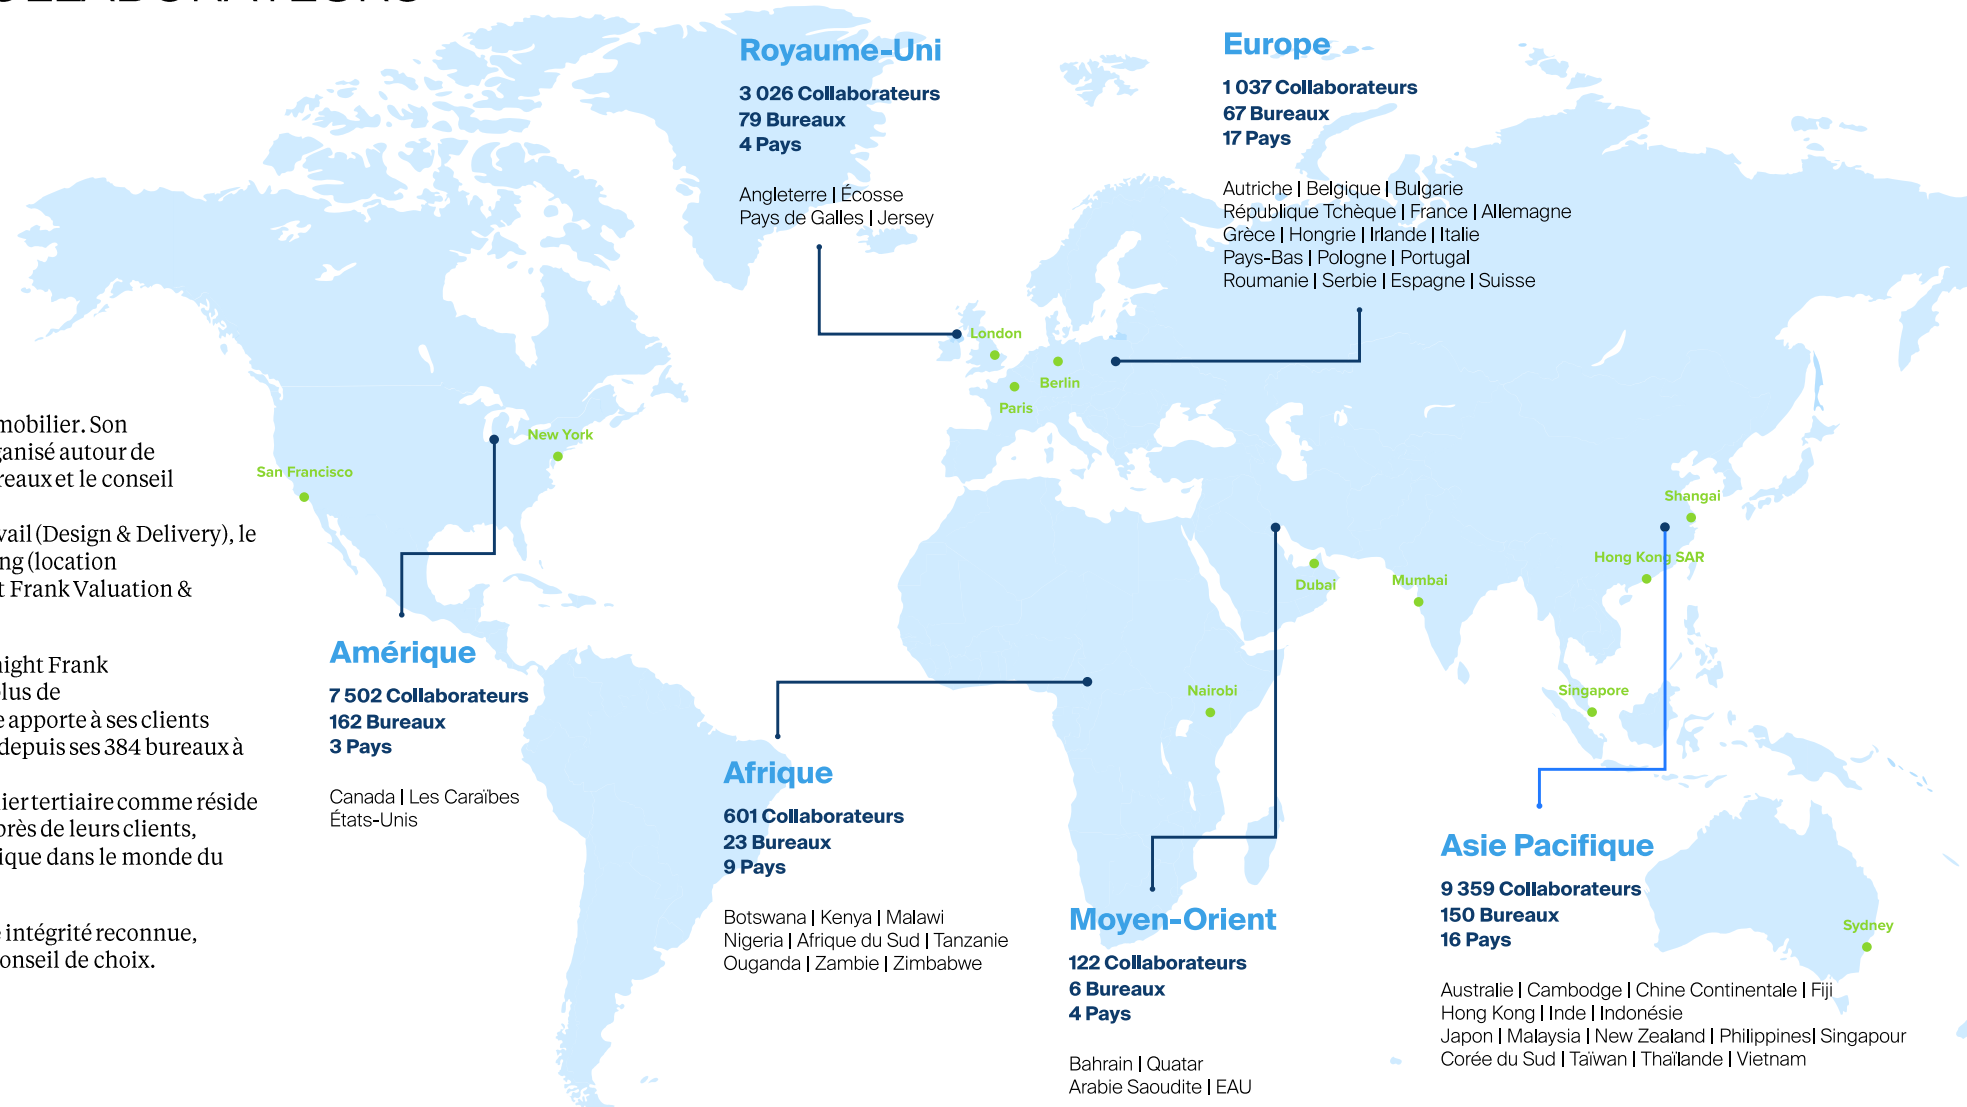 mobilier. Son
ganisé autour de
reaux et le conseil
vail (Design & Delivery), le
ng (location
t Frank Valuation &
night Frank
plus de
e apporte à ses clients
depuis ses 384 bureaux à
lier tertiaire comme réside
près de leurs clients,
ique dans le monde du
e intégrité reconnue,
onseil de choix.
Royaume-Uni
3 026 Collaborateurs
79 Bureaux
4 Pays
Angleterre | Écosse
Pays de Galles | Jersey
Europe
1 037 Collaborateurs
67 Bureaux
17 Pays
Autriche | Belgique | Bulgarie
République Tchèque | France | Allemagne
Grèce | Hongrie | Irlande | Italie
Pays-Bas | Pologne | Portugal
Roumanie | Serbie | Espagne | Suisse
London
Berlin
Paris
New York
San Francisco
Shangai
Hong Kong SAR
Dubai
Mumbai
Nairobi
Singapore
Sydney
Amérique
7 502 Collaborateurs
162 Bureaux
3 Pays
Canada | Les Caraïbes
États-Unis
Afrique
601 Collaborateurs
23 Bureaux
9 Pays
Botswana | Kenya | Malawi
Nigeria | Afrique du Sud | Tanzanie
Ouganda | Zambie | Zimbabwe
Moyen-Orient
122 Collaborateurs
6 Bureaux
4 Pays
Bahrain | Quatar
Arabie Saoudite | EAU
Asie Pacifique
9 359 Collaborateurs
150 Bureaux
16 Pays
Australie | Cambodge | Chine Continentale | Fiji
Hong Kong | Inde | Indonésie
Japon | Malaysia | New Zealand | Philippines| Singapour
Corée du Sud | Taïwan | Thaïlande | Vietnam